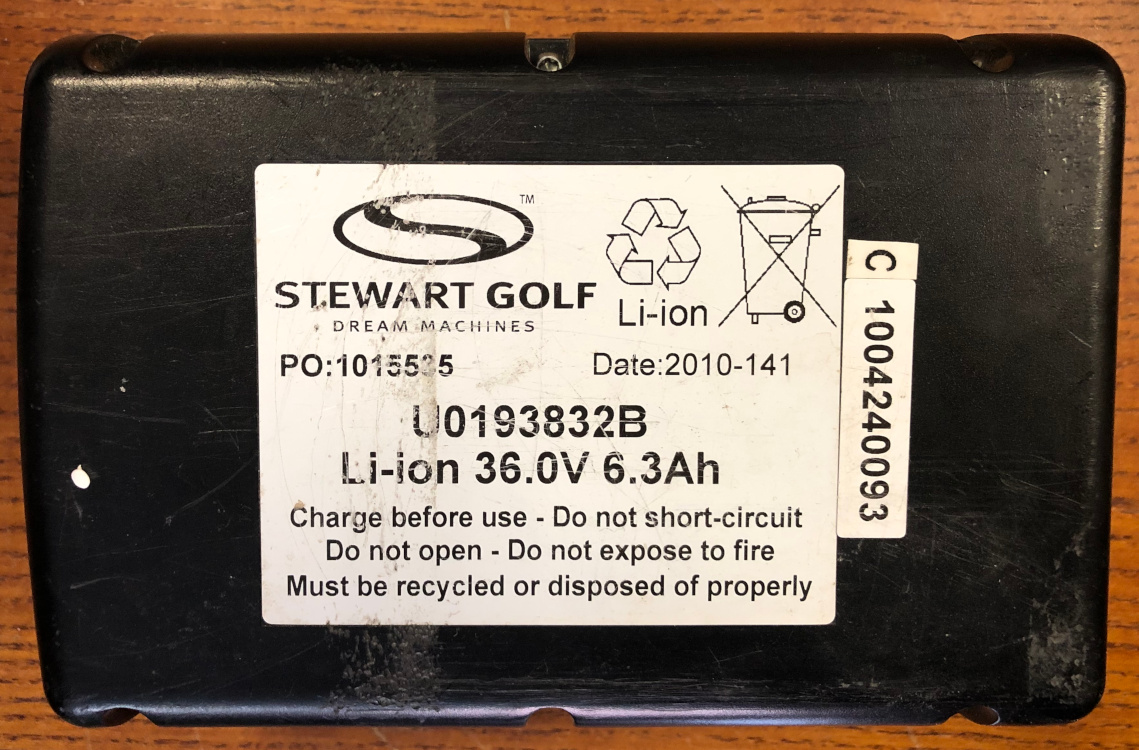 TM
STEWART GOLF
DREAM MACHINES
Li-ion
Date:2010-141
U0193832B
Li-ion 36.0V 6.3Ah
Charge before use - Do not short-circuit
Do not open - Do not expose to fire
Must be recycled or disposed of properly
C 1004240093